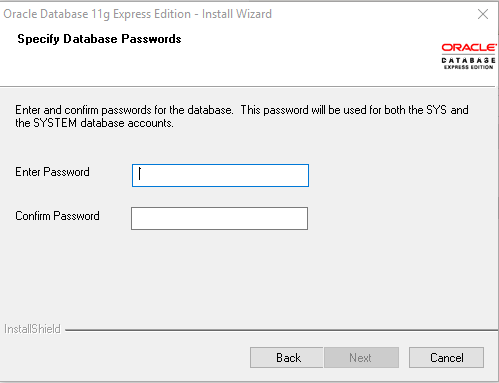 Oracle Database 11g Express Edition - Install Wizard
Specify Database Passwords
ORACLE
DATABASE
EXPRESS EDITION
Enter and confirm passwords for the database. This password will be used for both the SYS and
the SYSTEM database accounts.
Enter Password
Confirm Password
InstallShield
Back Next Cancel